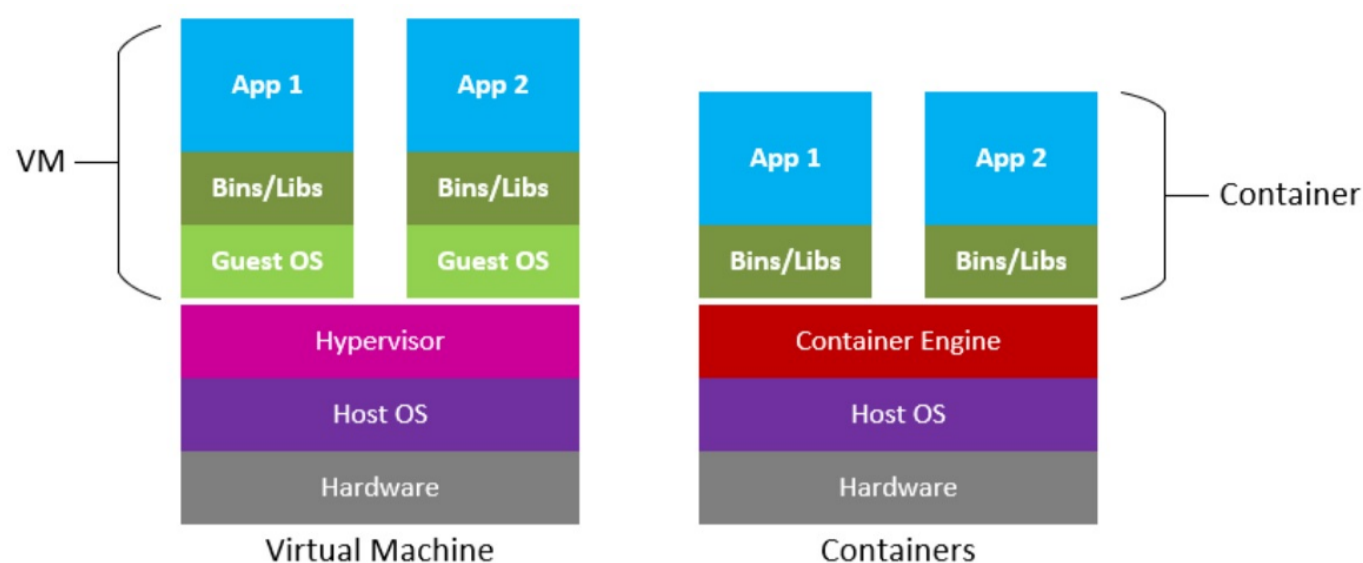 VM
App 1
App 2
Bins/Libs
Bins/Libs
Guest OS
Guest OS
Hypervisor
Host OS
Hardware
Virtual Machine
App 1
App 2
Bins/Libs
Bins/Libs
Container
Container Engine
Host OS
Hardware
Containers